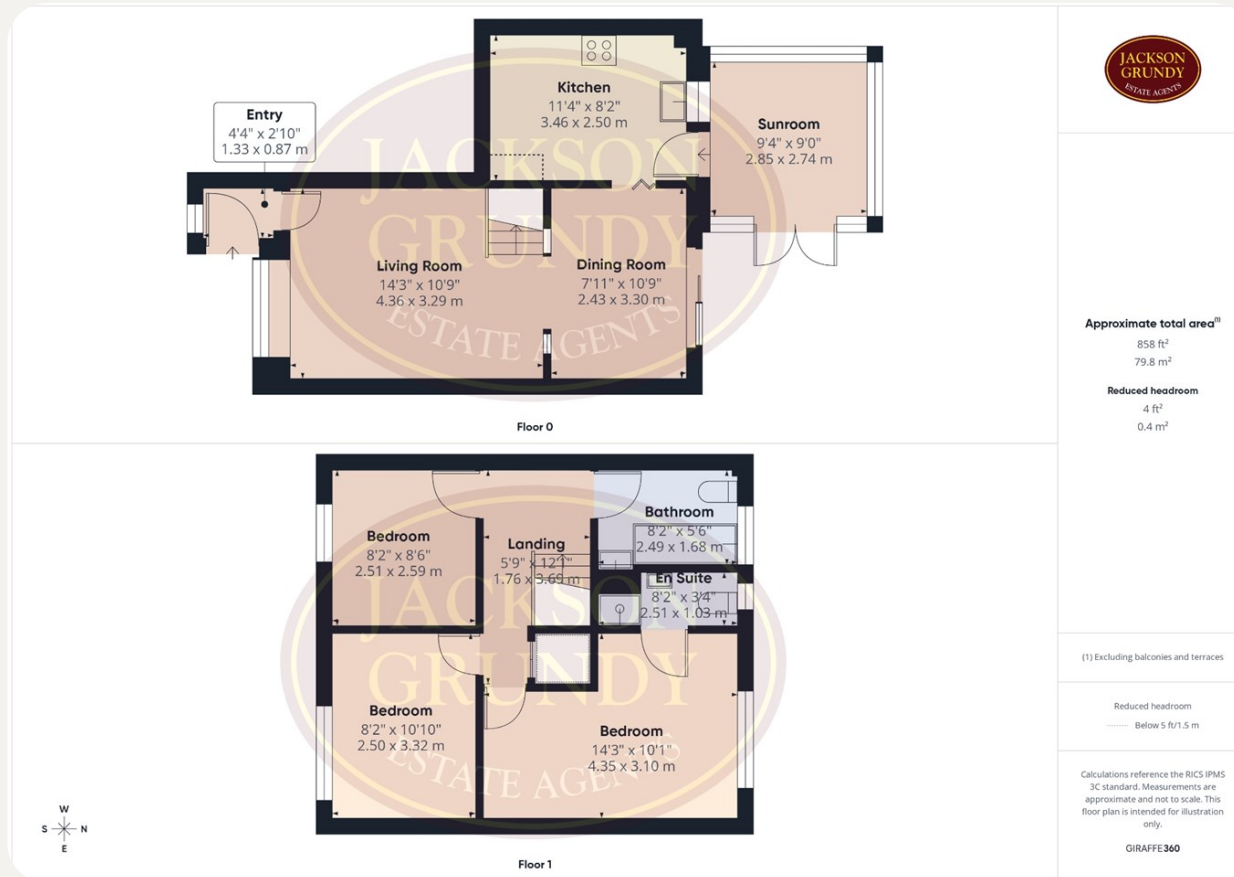 Entry
4'4" x 2'10"
1.33 x 0.87 m
Kitchen
11'4" x 8'2"
3.46 x 2.50 m
Sunroom
9'4" x 9'0"
2.85 x 2.74 m
Living Room
14'3" x 10'9"
4.36 x 3.29 m
Dining Room
7'11" x 10'9"
2.43 x 3.30 m
JACKSON
GRUNDY
ESTATE AGENTS
Floor 0
Bedroom
8'2" x 8'6"
2.51 x 2.59 m
Landing
5'9" x 12'1"
1.76 x 3.69 m
Bathroom
8'2" x 5'6"
2.49 x 1.68 m
En Suite
8'2" x 3'4"
2.51 x 1.03 m
Bedroom
8'2" x 10'10"
2.50 x 3.32 m
Bedroom
14'3" x 10'1"
4.35 x 3.10 m
JACKSON
GRUNDY
ESTATE AGENTS
W
S N
E
Floor 1
JACKSON
GRUNDY
ESTATE AGENTS
Approximate total area(1)
858 ft²
79.8 m²
Reduced headroom
4 ft²
0.4 m²
(1) Excluding balconies and terraces
Reduced headroom
Below 5 ft/1.5 m
Calculations reference the RICS IPMS
3C standard. Measurements are
approximate and not to scale. This
floor plan is intended for illustration
only.
GIRAFFE360